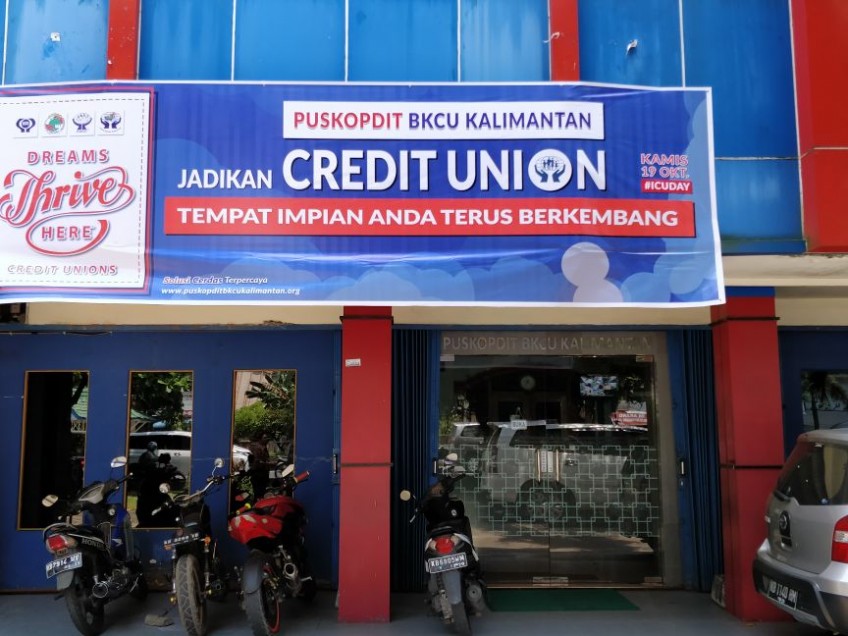 DREAMS
Thrive
HERE
CREDIT UNIONS
PUSKOPDIT BKCU KALIMANTAN
JADIKAN CREDIT UNION
TEMPAT IMPIAN ANDA TERUS BERKEMBANG
KAMIS
19 OKT.
#ICUDAY
Solusi Cerdas Terpercaya
www.puskopditbkcukalimantan.org
PUSKOPDIT BKCU KALIMANTAN